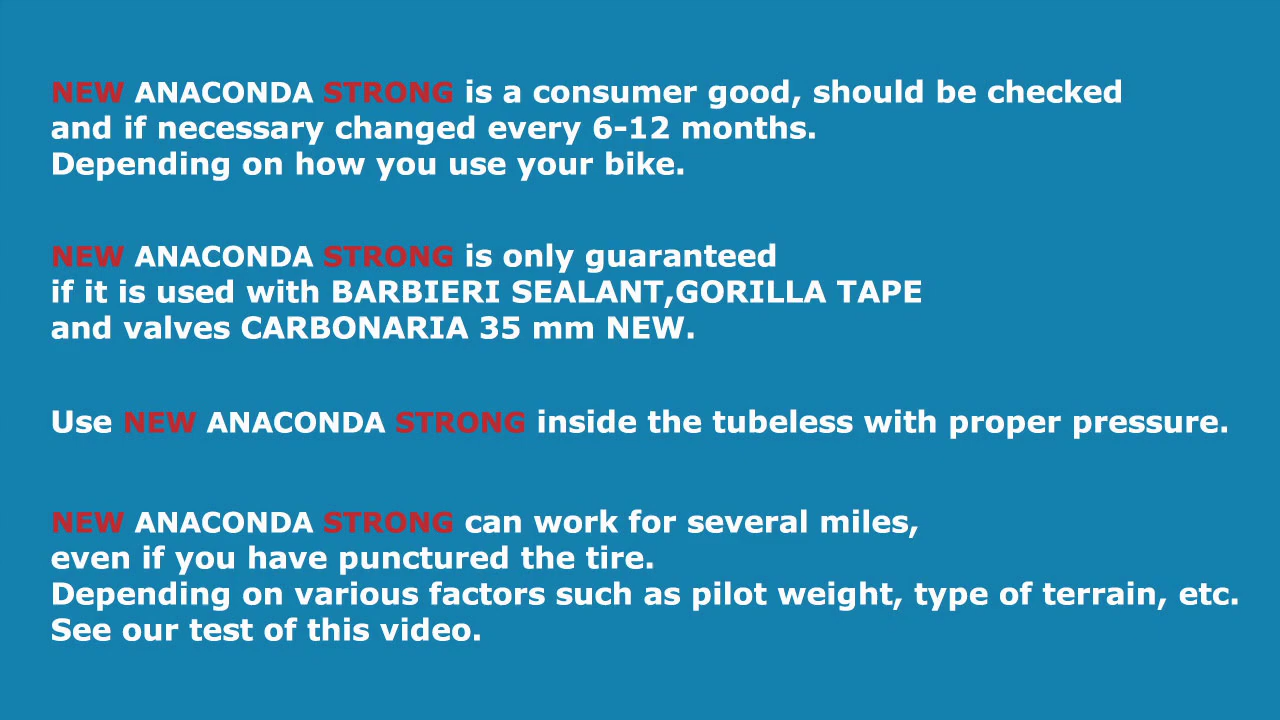 NEW ANACONDA STRONG is a consumer good, should be checked
and if necessary changed every 6-12 months.
Depending on how you use your bike.
NEW ANACONDA STRONG is only guaranteed
if it is used with BARBIERI SEALANT,GORILLA TAPE
and valves CARBONARIA 35 mm NEW.
Use NEW ANACONDA STRONG inside the tubeless with proper pressure.
NEW ANACONDA STRONG can work for several miles,
even if you have punctured the tire.
Depending on various factors such as pilot weight, type of terrain, etc.
See our test of this video.